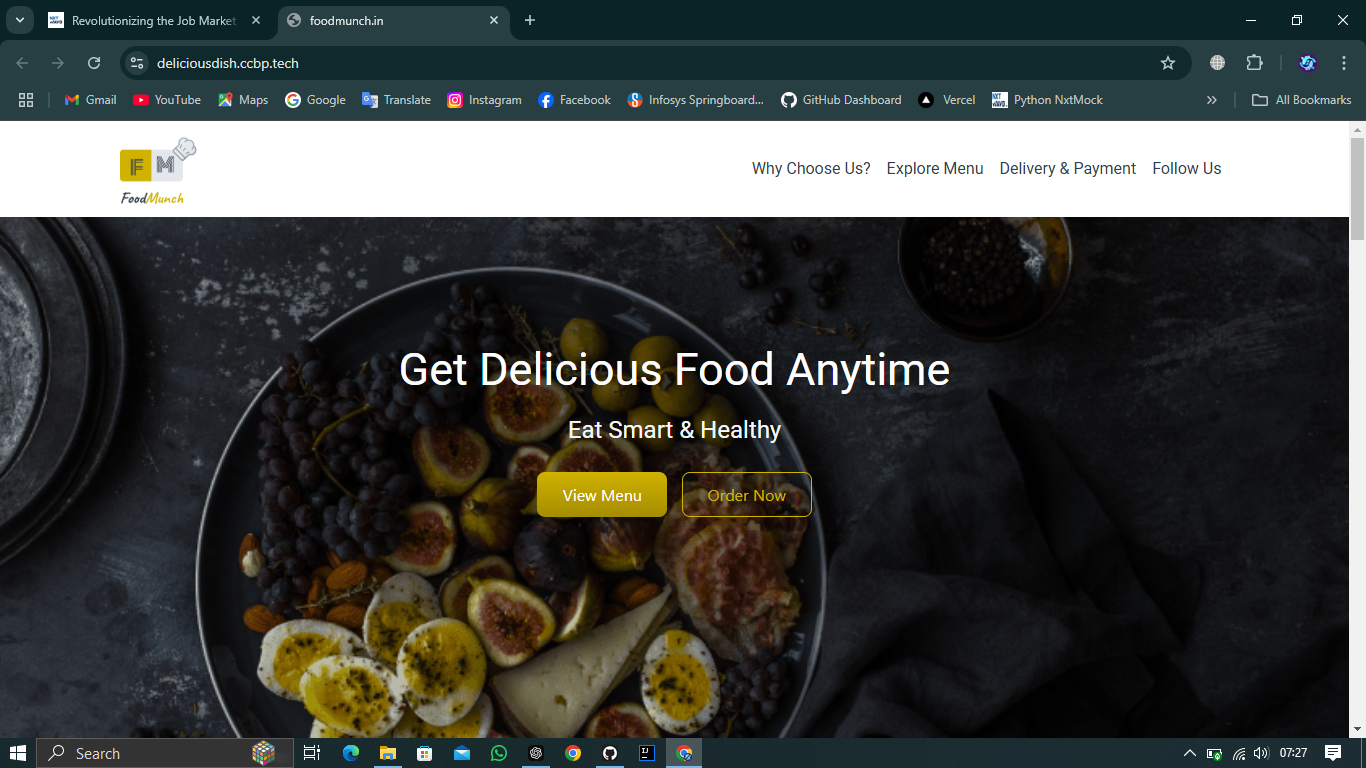 Revolutionizing the Job Market
foodmunch.in
deliciousdish.ccbp.tech
Gmail
YouTube
Maps
Google
Translate
Instagram
Facebook
Infosys Springboard...
GitHub Dashboard
Vercel
Python NxtMock
All Bookmarks
F M
FoodMunch
Why Choose Us?
Explore Menu
Delivery & Payment
Follow Us
Get Delicious Food Anytime
Eat Smart & Healthy
View Menu
Order Now
Search
07:27